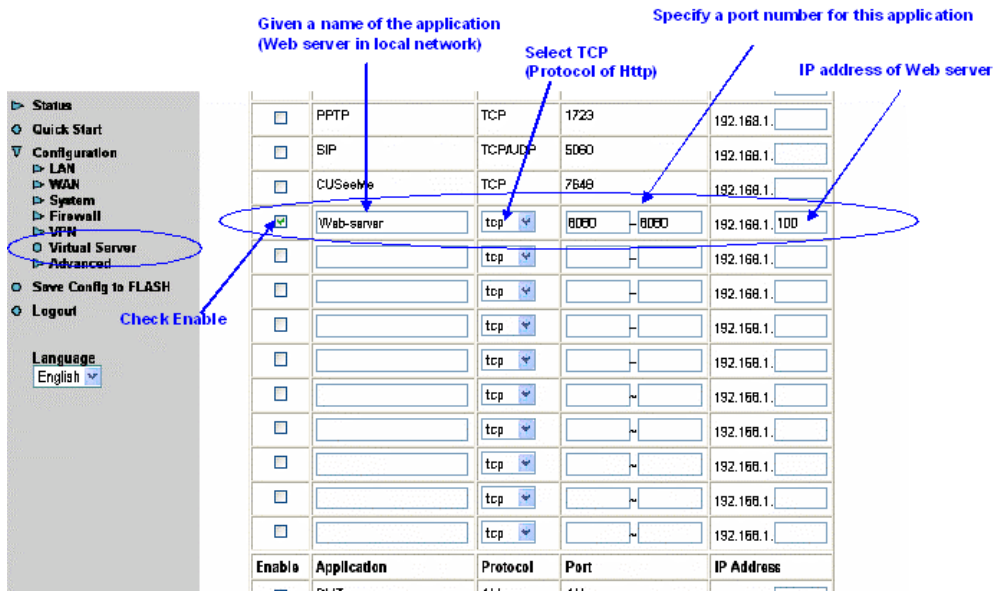 Given a name of the application
(Web server in local network)
Specify a port number for this application
Select TCP
(Protocol of Http)
IP address of Web server
Status
Quick Start
Configuration
LAN
WAN
System
Firewall
VPN
Virtual Server
Advanced
Save Config to FLASH
Logout
Check Enable
Language
English
PPTP TCP 1723 192.168.1.
SIP TCP/UDP 5060 192.168.1.
CUSeeMe TCP 7648 192.168.1.
Web-server tcp – 192.168.1. 100
tcp – 192.168.1.
tcp – 192.168.1.
tcp – 192.168.1.
tcp – 192.168.1.
tcp ~ 192.168.1.
tcp ~ 192.168.1.
tcp ~ 192.168.1.
tcp ~ 192.168.1.
tcp ~ 192.168.1.
Enable Application Protocol Port IP Address